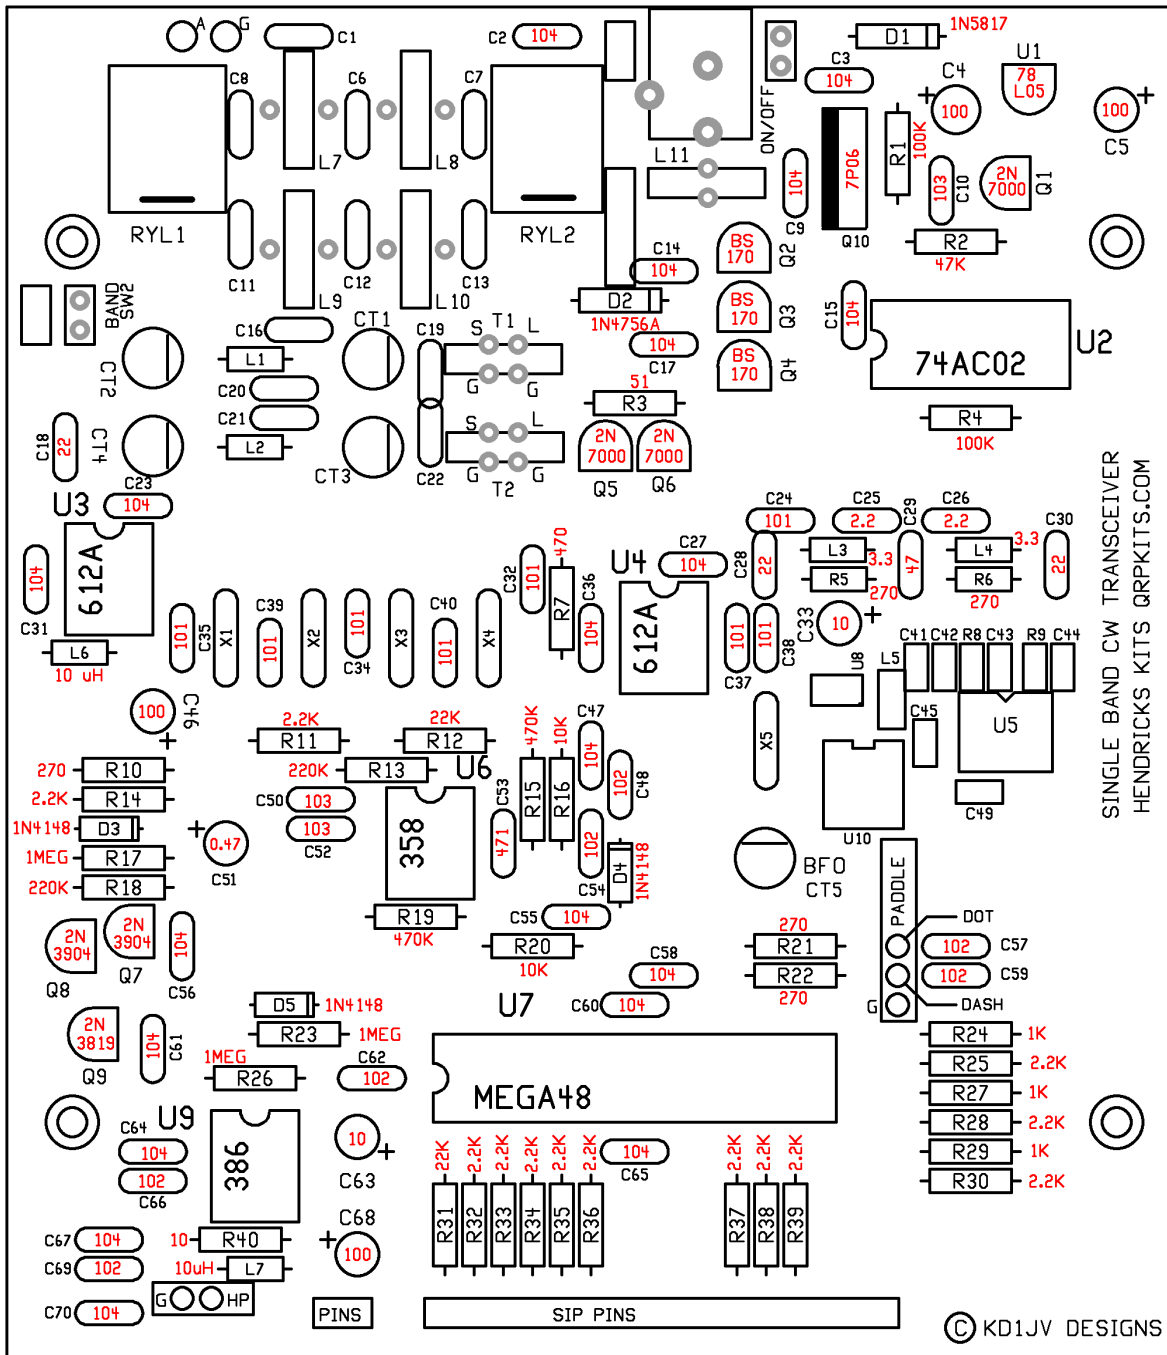 A
G
C1
C2
104
D1
1N5817
U1
78
L05
C3
104
C4
100
100
C5
C8
C6
C7
ON/OFF
L7
L8
L11
7P06
R1
100K
103
C10
2N
7000
Q1
104
C9
Q10
R2
47K
RYL1
RYL2
C11
C12
C13
C14
104
BS
170
Q2
L9
L10
BAND
SW2
D2
1N4756A
BS
170
Q3
C15
104
74AC02
U2
C16
CT1
C19
S
T1
L
G
G
104
C17
BS
170
Q4
CT2
L1
C20
C21
51
R3
R4
100K
C18
22
CT4
L2
CT3
C22
S
L
G
T2
G
2N
7000
Q5
2N
7000
Q6
U3
C23
104
612A
104
C31
L6
10 uH
101
C35
X1
C39
101
X2
101
C34
X3
C40
101
X4
C32
101
470
R7
C36
104
U4
C27
104
612A
C24
101
C25
2.2
C29
47
C26
2.2
C30
22
C28
22
L3
3.3
R5
270
L4
3.3
R6
270
101
C37
101
C38
C33
10
U8
L5
C41
C42
R8
C43
R9
C44
U5
C45
C49
U10
X5
SINGLE BAND CW TRANSCEIVER
HENDRICKS KITS QRPKITS.COM
100
C46
2.2K
R11
22K
R12
220K
R13
U6
470K
R15
10K
R16
C47
104
102
C48
270
R10
2.2K
R14
1N4148
D3
1MEG
R17
220K
R18
0.47
C51
C50
103
103
C52
358
C53
471
102
C54
D4
1N4148
BFO
CT5
R19
470K
C55
104
R20
10K
2N
3904
Q8
2N
3904
Q7
104
C56
270
R21
R22
270
PADDLE
G
DOT
DASH
102
C57
102
C59
C58
104
C60
104
U7
D5
1N4148
R23
1MEG
2N
3819
Q9
104
C61
1MEG
R26
C62
102
MEGA48
R24
1K
R25
2.2K
R27
1K
R28
2.2K
R29
1K
R30
2.2K
U9
386
C64
104
102
C66
10
C63
22K
R31
2.2K
R32
2.2K
R33
2.2K
R34
2.2K
R35
2.2K
R36
104
C65
2.2K
R37
2.2K
R38
2.2K
R39
C67
104
C69
102
C70
104
10
R40
10uH
L7
C68
100
G
HP
PINS
SIP PINS
© KD1JV DESIGNS